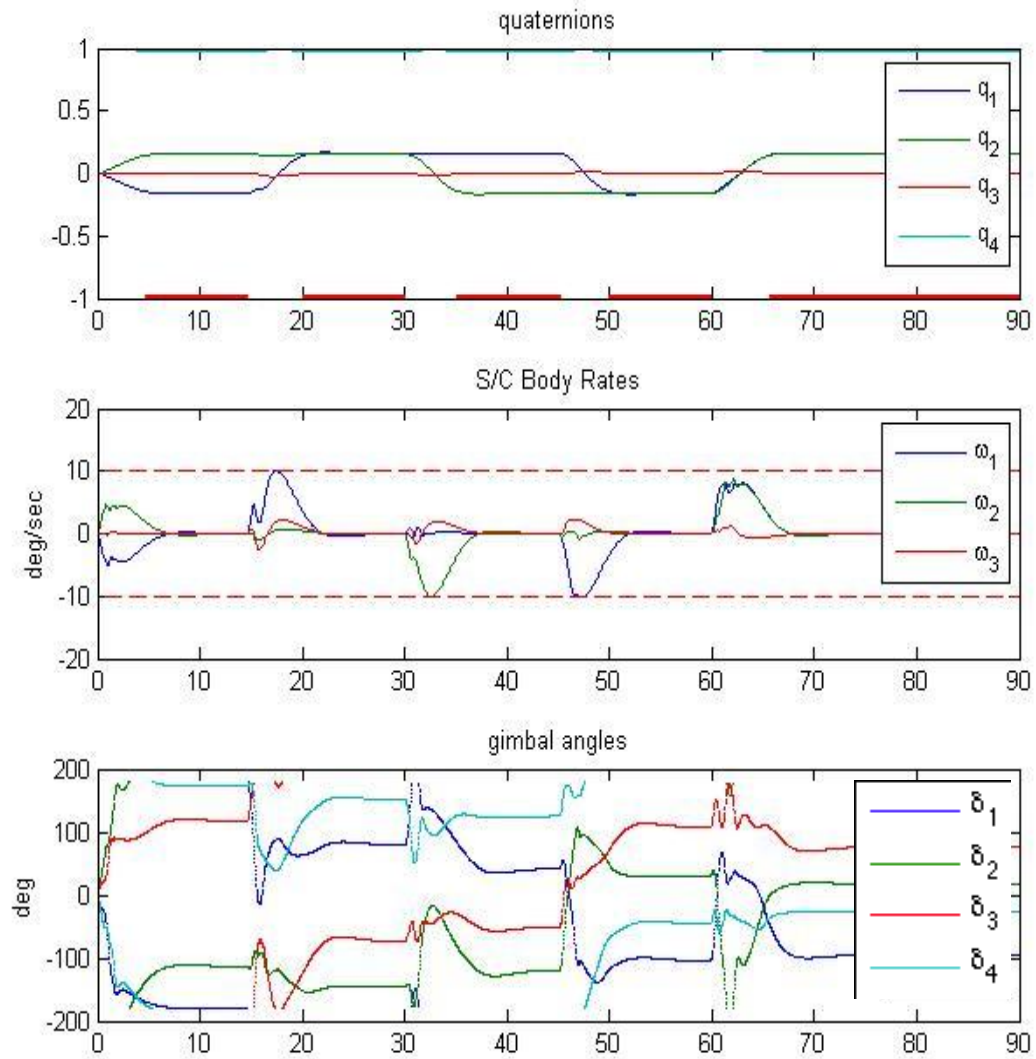 quaternions
1
0.5
0
-0.5
-1
q1
q2
q3
q4
0 10 20 30 40 50 60 70 80 90
S/C Body Rates
20
10
0
-10
-20
deg/sec
ω1
ω2
ω3
0 10 20 30 40 50 60 70 80 90
gimbal angles
200
100
0
-100
-200
deg
δ1
δ2
δ3
δ4
0 10 20 30 40 50 60 70 80 90